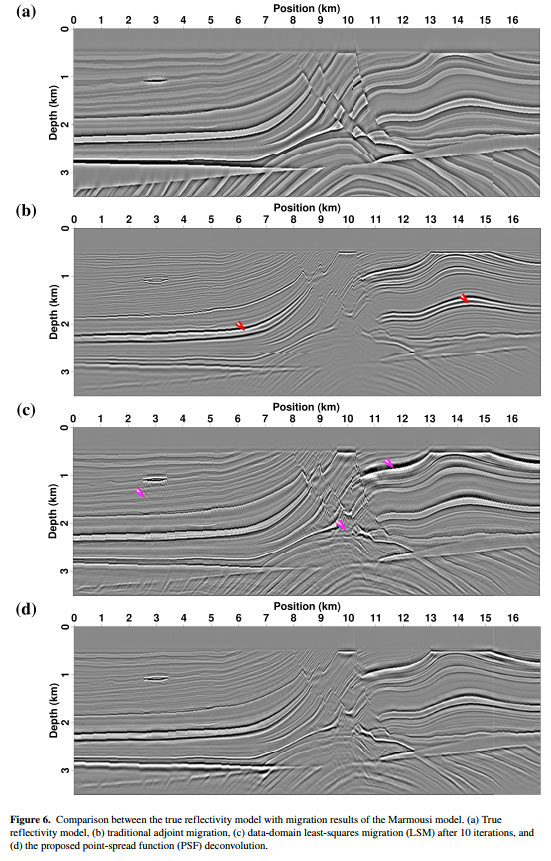 (a)
Position (km)
0 1 2 3 4 5 6 7 8 9 10 11 12 13 14 15 16
Depth (km)
0
1
2
3
(b)
Position (km)
0 1 2 3 4 5 6 7 8 9 10 11 12 13 14 15 16
Depth (km)
0
1
2
3
(c)
Position (km)
0 1 2 3 4 5 6 7 8 9 10 11 12 13 14 15 16
Depth (km)
0
1
2
3
(d)
Position (km)
0 1 2 3 4 5 6 7 8 9 10 11 12 13 14 15 16
Depth (km)
0
1
2
3
Figure 6. Comparison between the true reflectivity model with migration results of the Marmousi model. (a) True
reflectivity model, (b) traditional adjoint migration, (c) data-domain least-squares migration (LSM) after 10 iterations, and
(d) the proposed point-spread function (PSF) deconvolution.